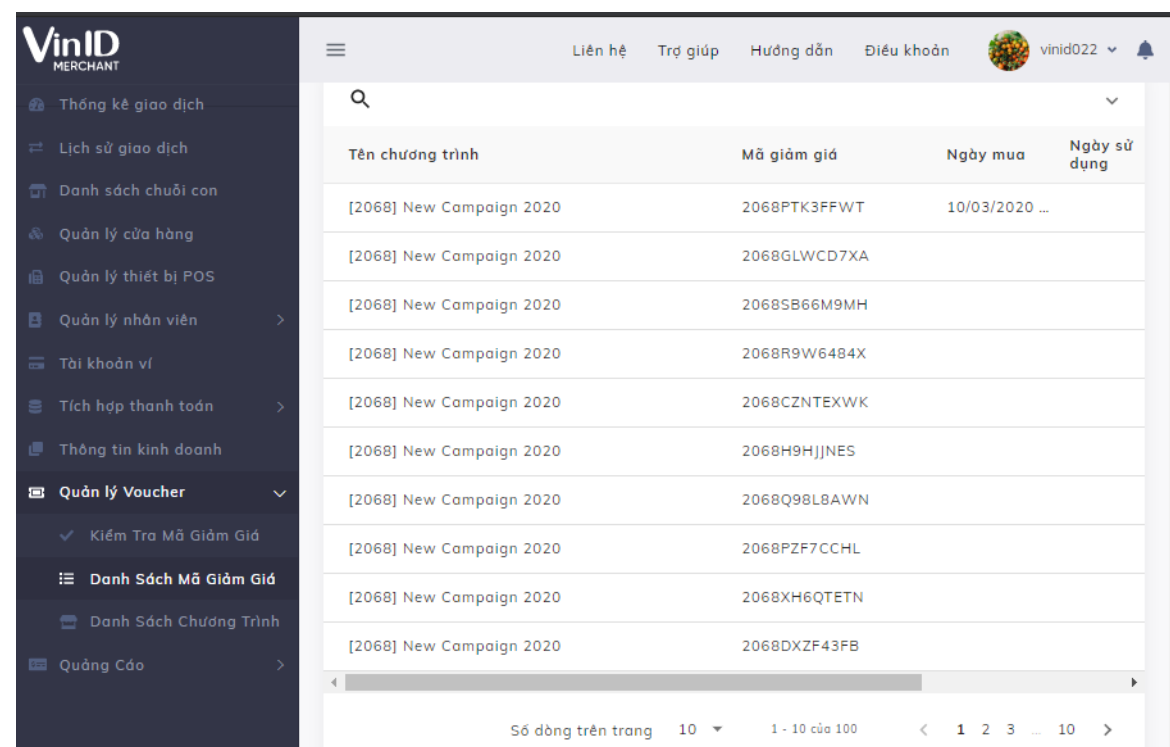 VinID
MERCHANT
Liên hệ Trợ giúp Hướng dẫn Điều khoản vinid022
Thống kê giao dịch
Lịch sử giao dịch
Danh sách chuỗi con
Quản lý cửa hàng
Quản lý thiết bị POS
Quản lý nhân viên
Tài khoản ví
Tích hợp thanh toán
Thông tin kinh doanh
Quản lý Voucher
Kiểm Tra Mã Giảm Giá
Danh Sách Mã Giảm Giá
Danh Sách Chương Trình
Quảng Cáo
Tên chương trình Mã giảm giá Ngày mua Ngày sử dụng
[2068] New Campaign 2020 2068PTK3FFWT 10/03/2020 ...
[2068] New Campaign 2020 2068GLWCD7XA
[2068] New Campaign 2020 2068SB66M9MH
[2068] New Campaign 2020 2068R9W6484X
[2068] New Campaign 2020 2068CZNTEXWK
[2068] New Campaign 2020 2068H9HJJNES
[2068] New Campaign 2020 2068Q98L8AWN
[2068] New Campaign 2020 2068PZF7CCHL
[2068] New Campaign 2020 2068XH6QTETN
[2068] New Campaign 2020 2068DXZF43FB
Số dòng trên trang 10 1 - 10 của 100 < 1 2 3 ... 10 >